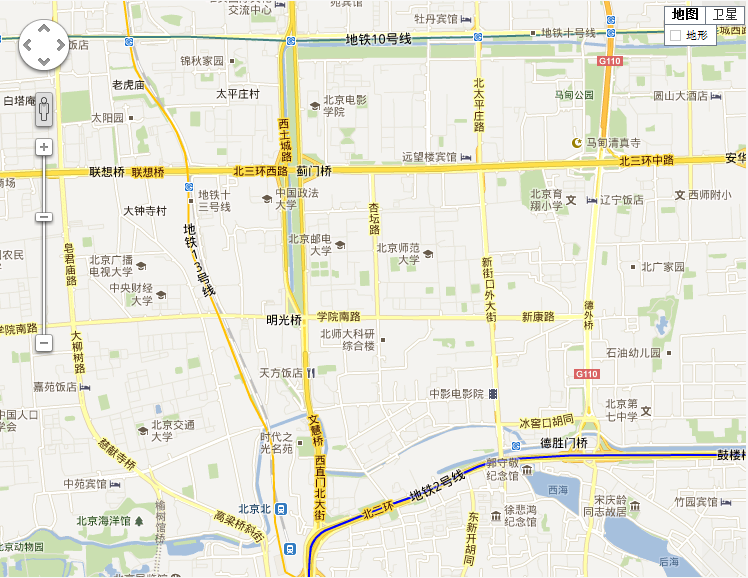 交流中心
宾馆
牡丹宾馆
地图
卫星
地形
饭店
地铁10号线
地铁十号线
锦秋家园
G110
老虎庙
太平庄村
北京电影
学院
北太平庄路
马甸公园
圆山大酒店
白塔庵
太阳园
西土城路
马甸清真寺
远望楼宾馆
北三环中路
安华
联想桥
联想桥
北三环西路
蓟门桥
地铁十
三号线
中国政法
大学
北京育
翔小学
辽宁饭店
西师附小
大钟寺村
杏坛路
地铁13号线
皂君庙路
北京邮电
大学
北京师范
大学
国农民
北京广播
电视大学
新街口外大街
北广家园
中央财经
大学
德外桥
学院南路
明光桥
学院南路
新康路
大柳树路
北师大科研
综合楼
石油幼儿园
天方饭店
G110
嘉苑饭店
中影电影院
北京第
七中学
中国人口
学会
北京交通
大学
文慧桥
冰窖口胡同
时代之
光名苑
德胜门桥
慈献寺桥
西直门北大街
鼓楼
郭守敬
纪念馆
地铁2号线
中苑宾馆
西海
宋庆龄
同志故居
竹园宾馆
榆树馆桥
北京北
北二环
徐悲鸿
纪念馆
北京海洋馆
高梁桥斜街
东新开胡同
北京动物园
后海